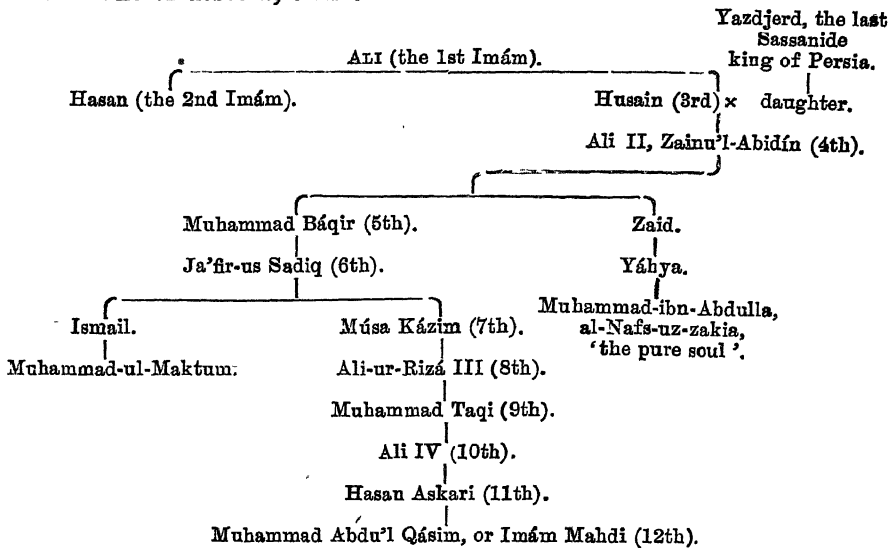 Yazdjerd, the last
Sassanide
king of Persia.
ALI (the 1st Imám).
Hasan (the 2nd Imám).
Husain (3rd) × daughter.
Ali II, Zainu’l-Abidín (4th).
Muhammad Báqir (5th).
Zaid.
Ja’fir-us Sadiq (6th).
Yáhya.
Muhammad-ibn-Abdulla,
al-Nafs-uz-zakia,
‘the pure soul’.
Ismail.
Músa Kázim (7th).
Muhammad-ul-Maktum.
Ali-ur-Rizá III (8th).
Muhammad Taqi (9th).
Ali IV (10th).
Hasan Askari (11th).
Muhammad Abdu’l Qásim, or Imám Mahdi (12th).